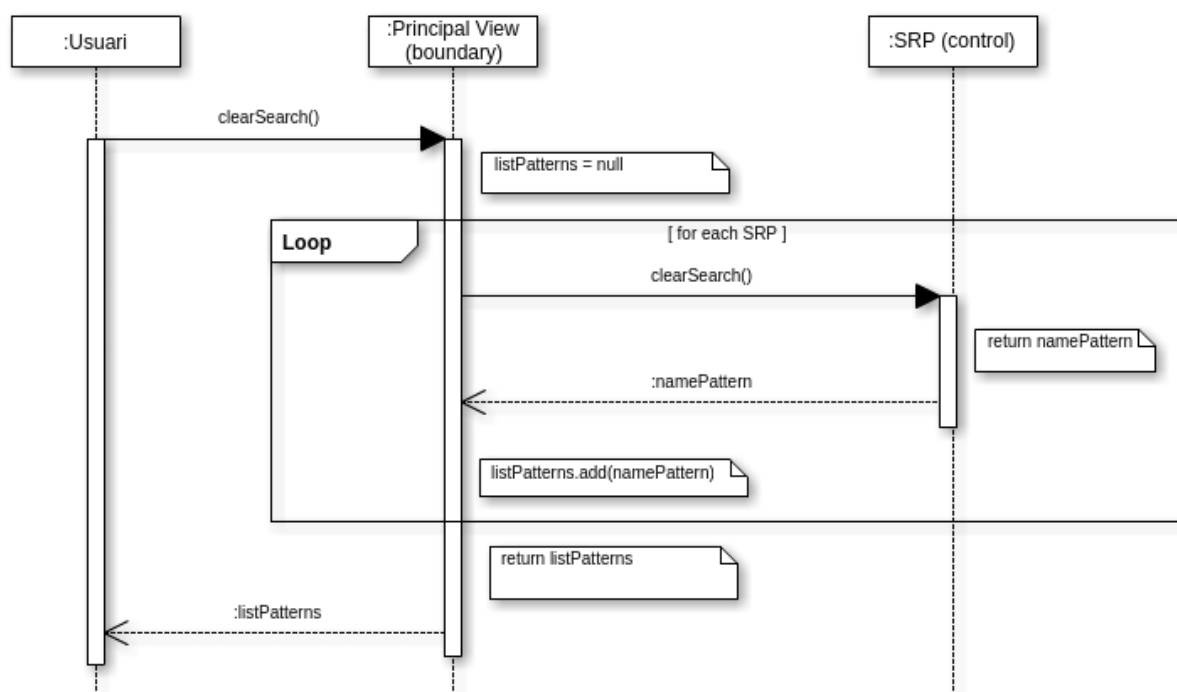 :Usuari
:Principal View
(boundary)
:SRP (control)
clearSearch()
listPatterns = null
Loop
[ for each SRP ]
clearSearch()
return namePattern
:namePattern
listPatterns.add(namePattern)
return listPatterns
:listPatterns